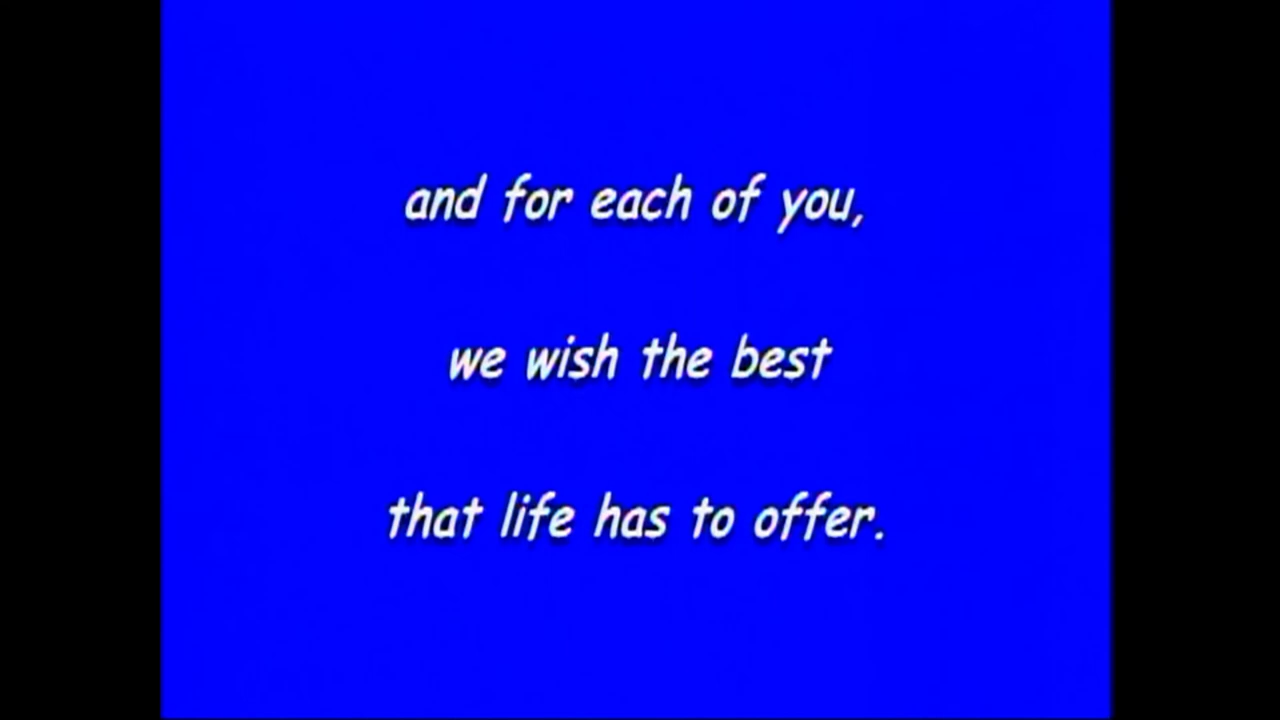 and for each of you,
we wish the best
that life has to offer.